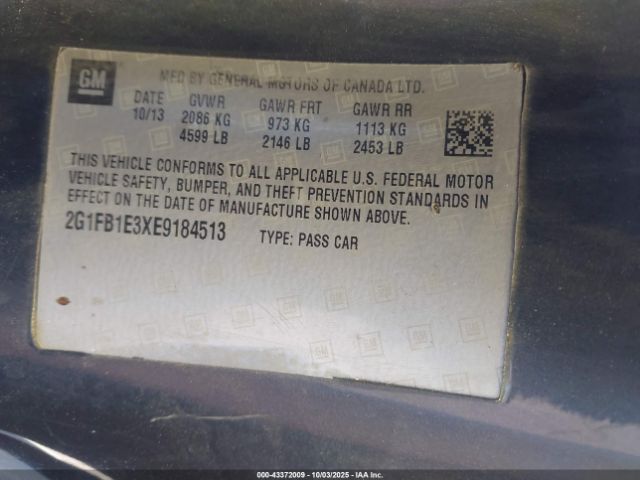 GM
MFD BY GENERAL MOTORS OF CANADA LTD.
DATE GVWR GAWR FRT GAWR RR
10/13 2086 KG 973 KG 1113 KG
4599 LB 2146 LB 2453 LB
THIS VEHICLE CONFORMS TO ALL APPLICABLE U.S. FEDERAL MOTOR
VEHICLE SAFETY, BUMPER, AND THEFT PREVENTION STANDARDS IN
EFFECT ON THE DATE OF MANUFACTURE SHOWN ABOVE.
2G1FB1E3XE9184513 TYPE: PASS CAR
000-43372009 - 10/03/2025 - IAAI.ca